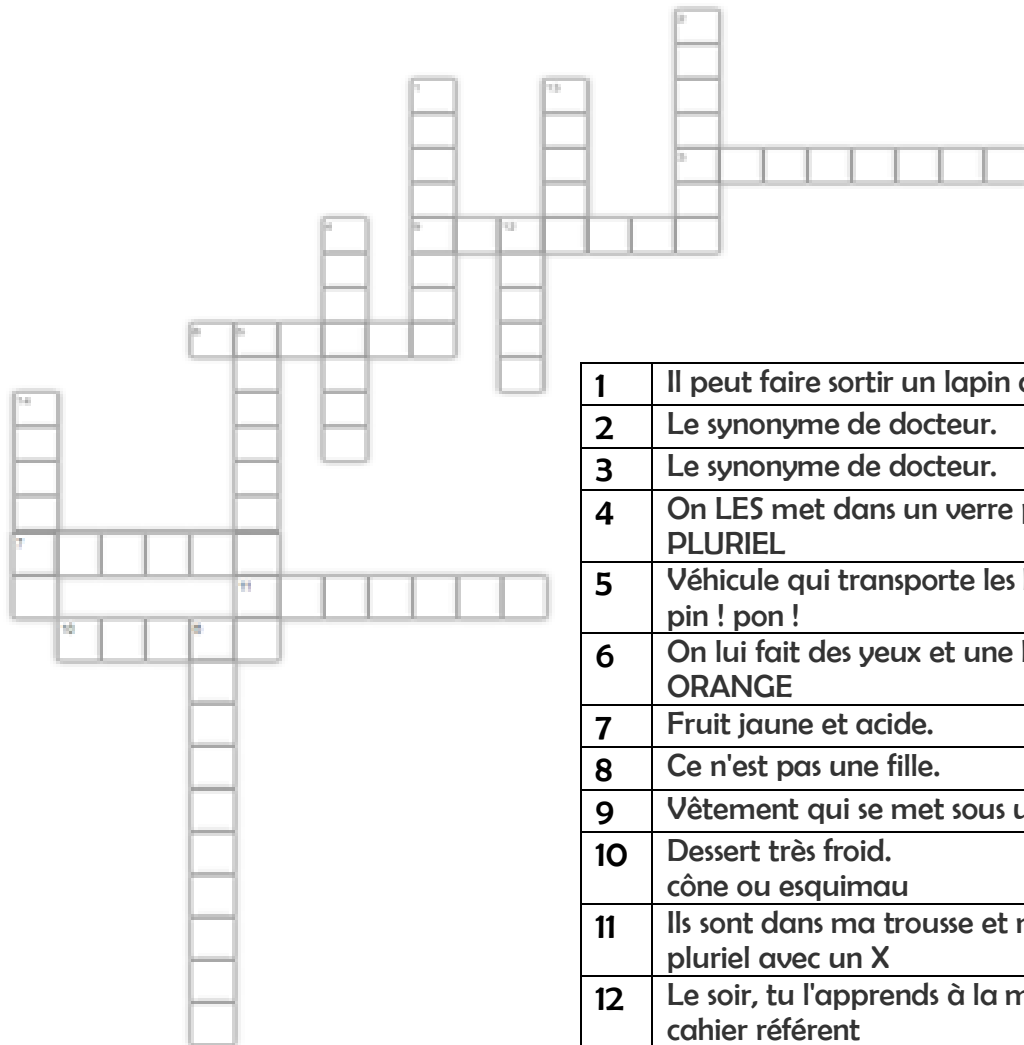 1 Il peut faire sortir un lapin
2 Le synonyme de docteur.
3 Le synonyme de docteur.
4 On LES met dans un verre
PLURIEL
5 Véhicule qui transporte les
pin ! pon !
6 On lui fait des yeux et une
ORANGE
7 Fruit jaune et acide.
8 Ce n'est pas une fille.
9 Vêtement qui se met sous
10 Dessert très froid.
cône ou esquimau
11 Ils sont dans ma trousse et
pluriel avec un X
12 Le soir, tu l'apprends à la
cahier référent